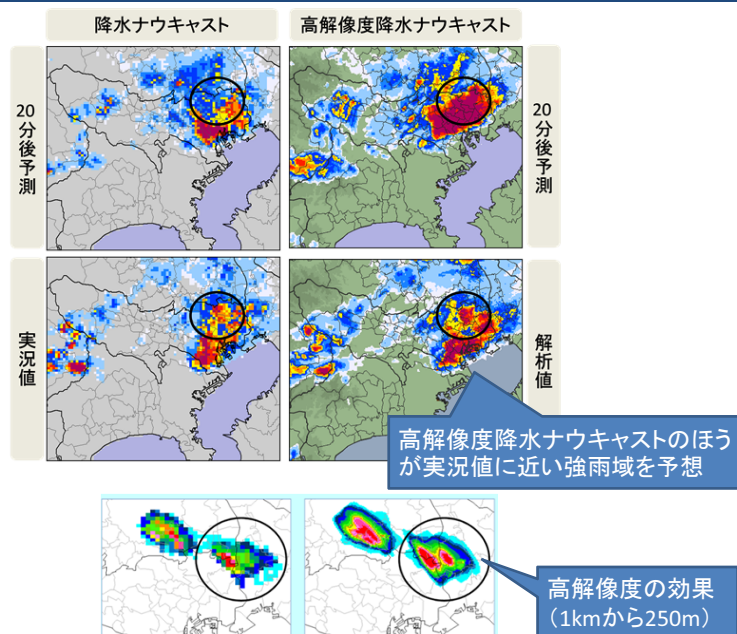 降水ナウキャスト
高解像度降水ナウキャスト
20分後予測
20分後予測
実況値
解析値
高解像度降水ナウキャストのほう
が実況値に近い強雨域を予想
高解像度の効果
（1kmから250m）